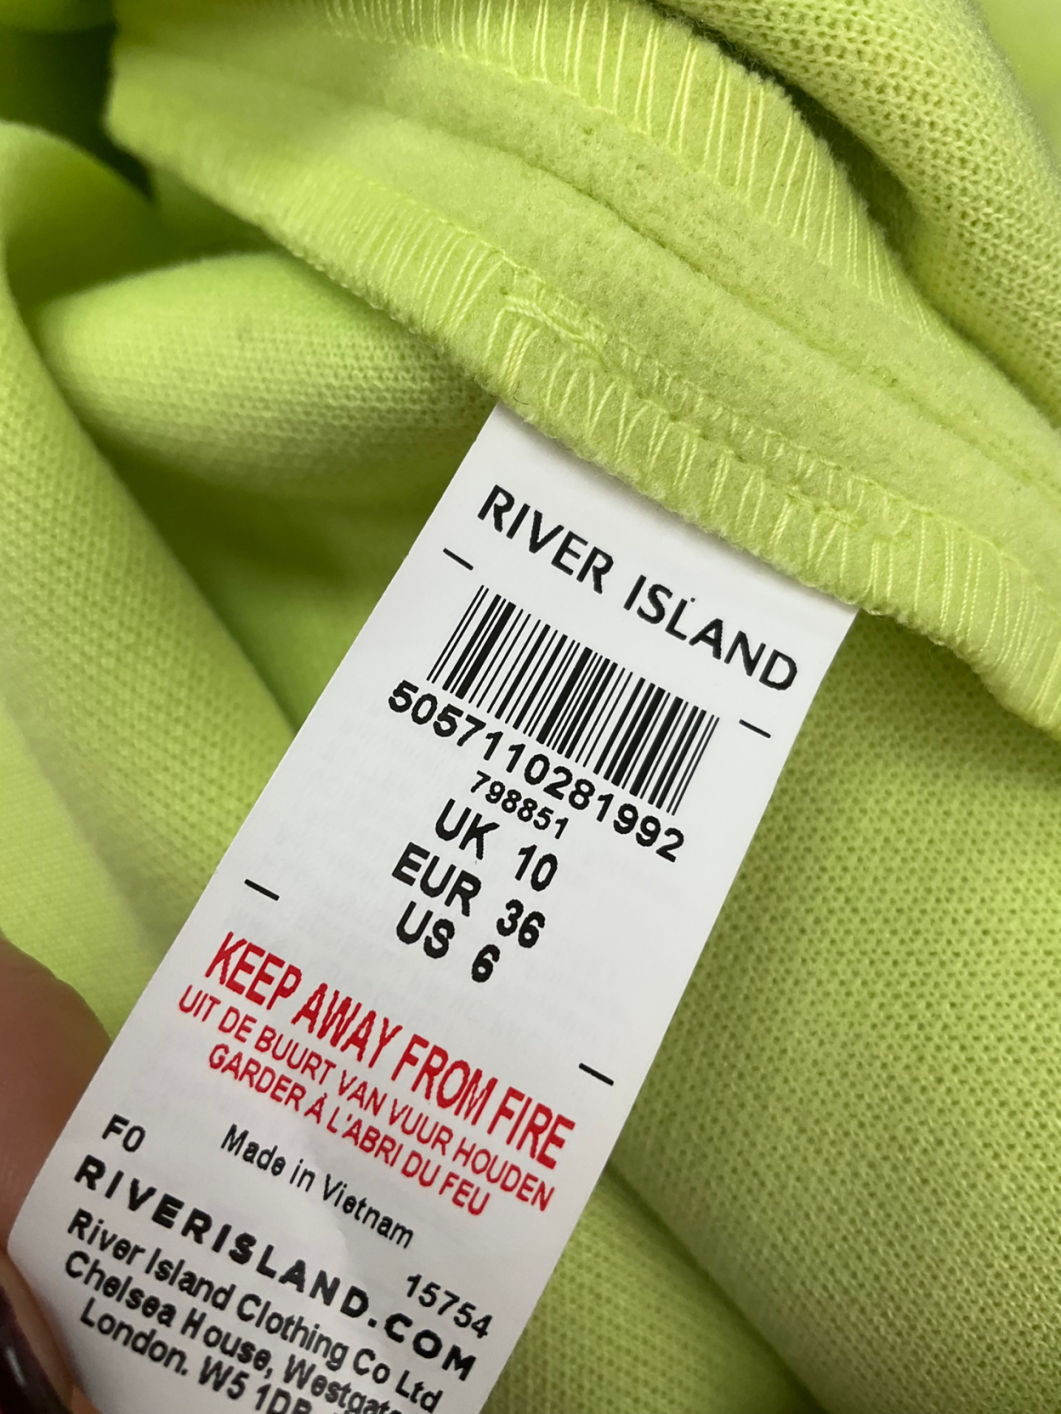 RIVER ISLAND
5057110281992
798851
UK 10
EUR 36
US 6
KEEP AWAY FROM FIRE
UIT DE BUURT VAN VUUR HOUDEN
GARDER À L'ABRI DU FEU
F0 Made in Vietnam
15754
RIVERISLAND.COM
River Island Clothing Co Ltd
Chelsea House,
London. W5